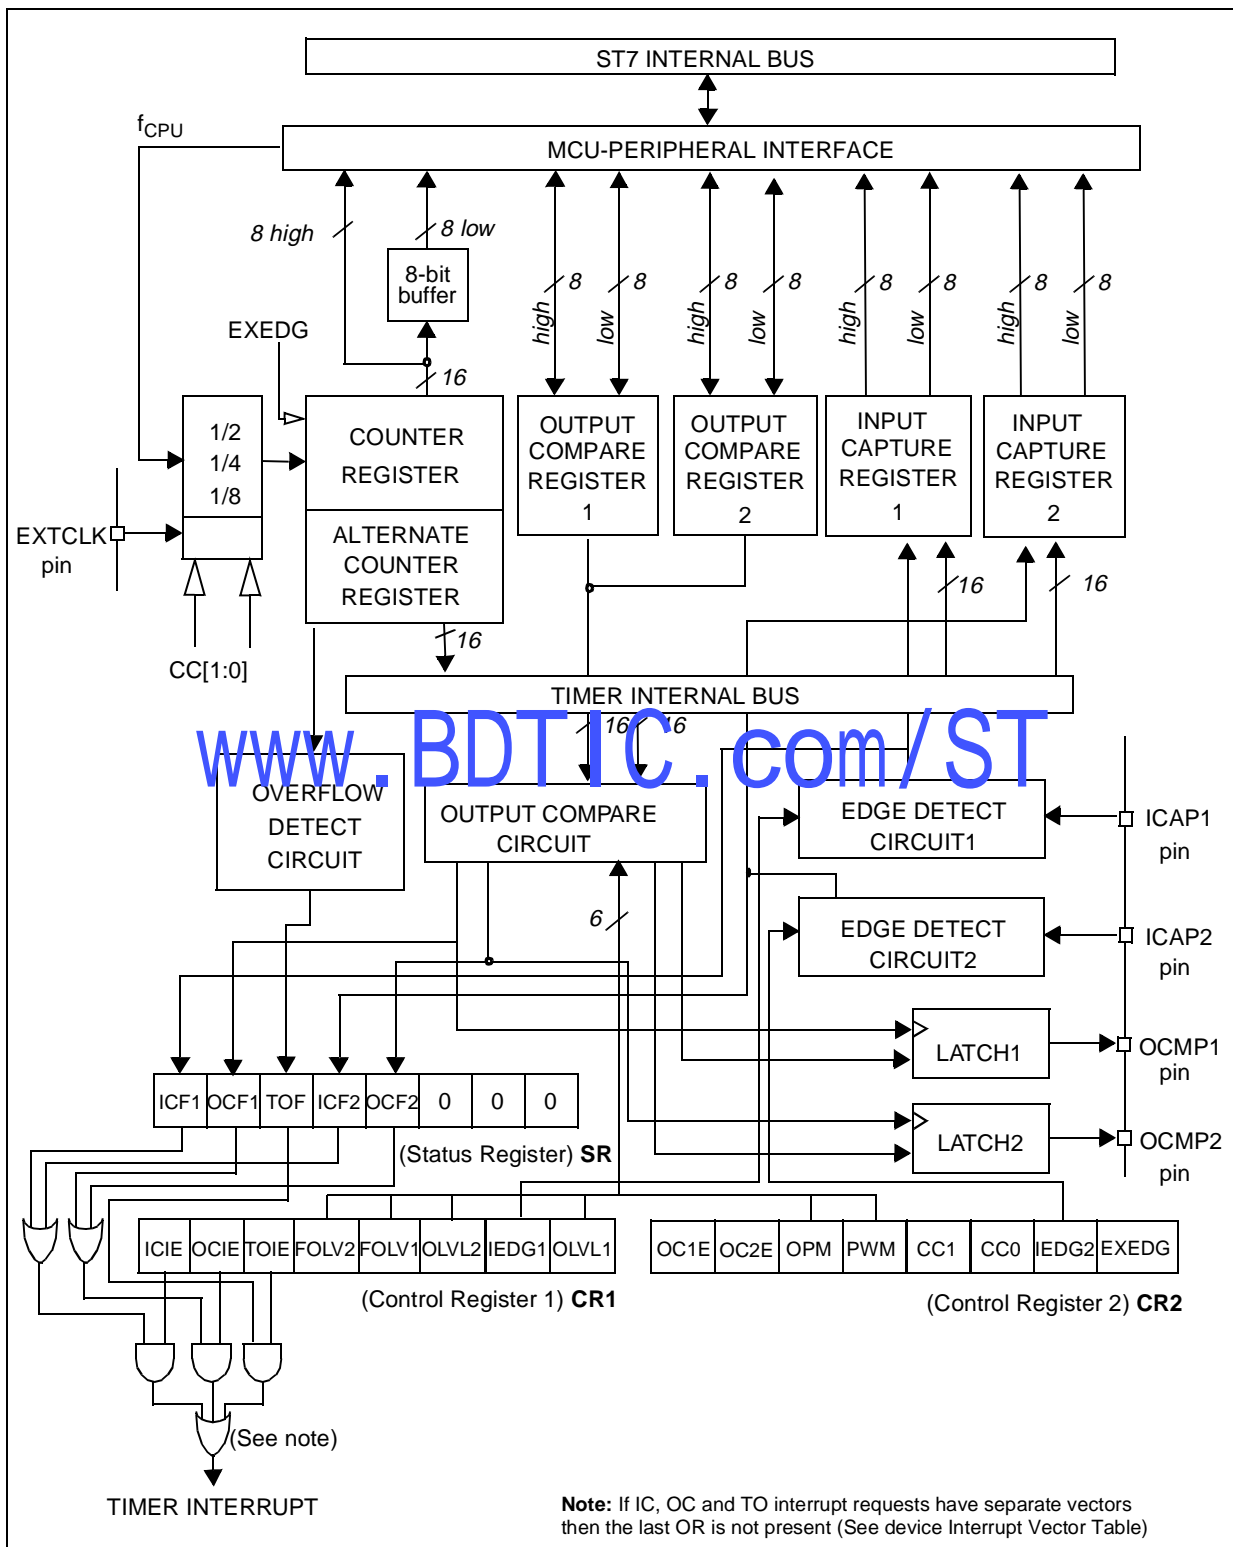 ST7 INTERNAL BUS
fCPU
MCU-PERIPHERAL INTERFACE
8 high
8 low
8-bit
buffer
8
8
8
8
8
8
8
8
high
low
high
low
high
low
high
low
EXEDG
16
1/2
1/4
1/8
COUNTER
REGISTER
OUTPUT
COMPARE
REGISTER
1
OUTPUT
COMPARE
REGISTER
2
INPUT
CAPTURE
REGISTER
1
INPUT
CAPTURE
REGISTER
2
EXTCLK
pin
ALTERNATE
COUNTER
REGISTER
16
16
16
CC[1:0]
TIMER INTERNAL BUS
16
16
www.BDTIC.com/ST
OVERFLOW
DETECT
CIRCUIT
OUTPUT COMPARE
CIRCUIT
EDGE DETECT
CIRCUIT1
ICAP1
pin
6
EDGE DETECT
CIRCUIT2
ICAP2
pin
LATCH1
OCMP1
pin
ICF1 OCF1 TOF ICF2 OCF2 0 0 0
(Status Register) SR
LATCH2
OCMP2
pin
ICIE OCIE TOIE FOLV2 FOLV1 OLVL2 IEDG1 OLVL1
OC1E OC2E OPM PWM CC1 CC0 IEDG2 EXEDG
(Control Register 1) CR1
(Control Register 2) CR2
(See note)
TIMER INTERRUPT
Note: If IC, OC and TO interrupt requests have separate vectors
then the last OR is not present (See device Interrupt Vector Table)